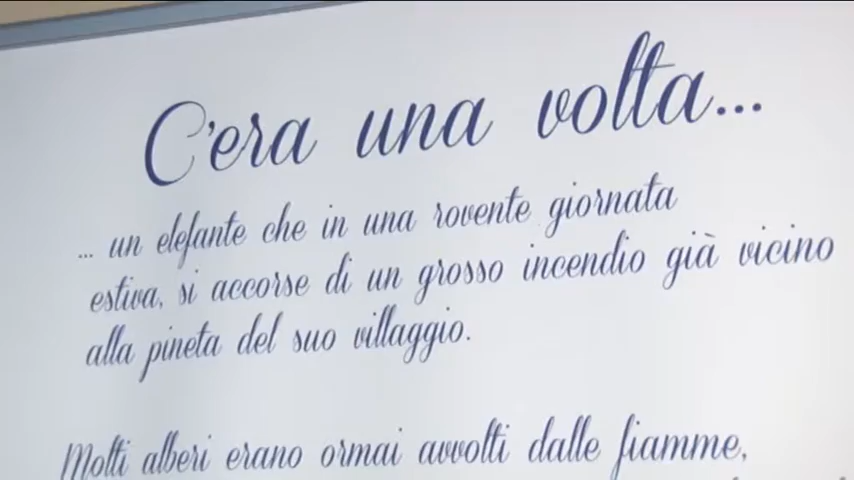 C'era una volta...
... un elefante che in una rovente giornata
estiva, si accorse di un grosso incendio già vicino
alla pineta del suo villaggio.
Molti alberi erano ormai avvolti dalle fiamme,